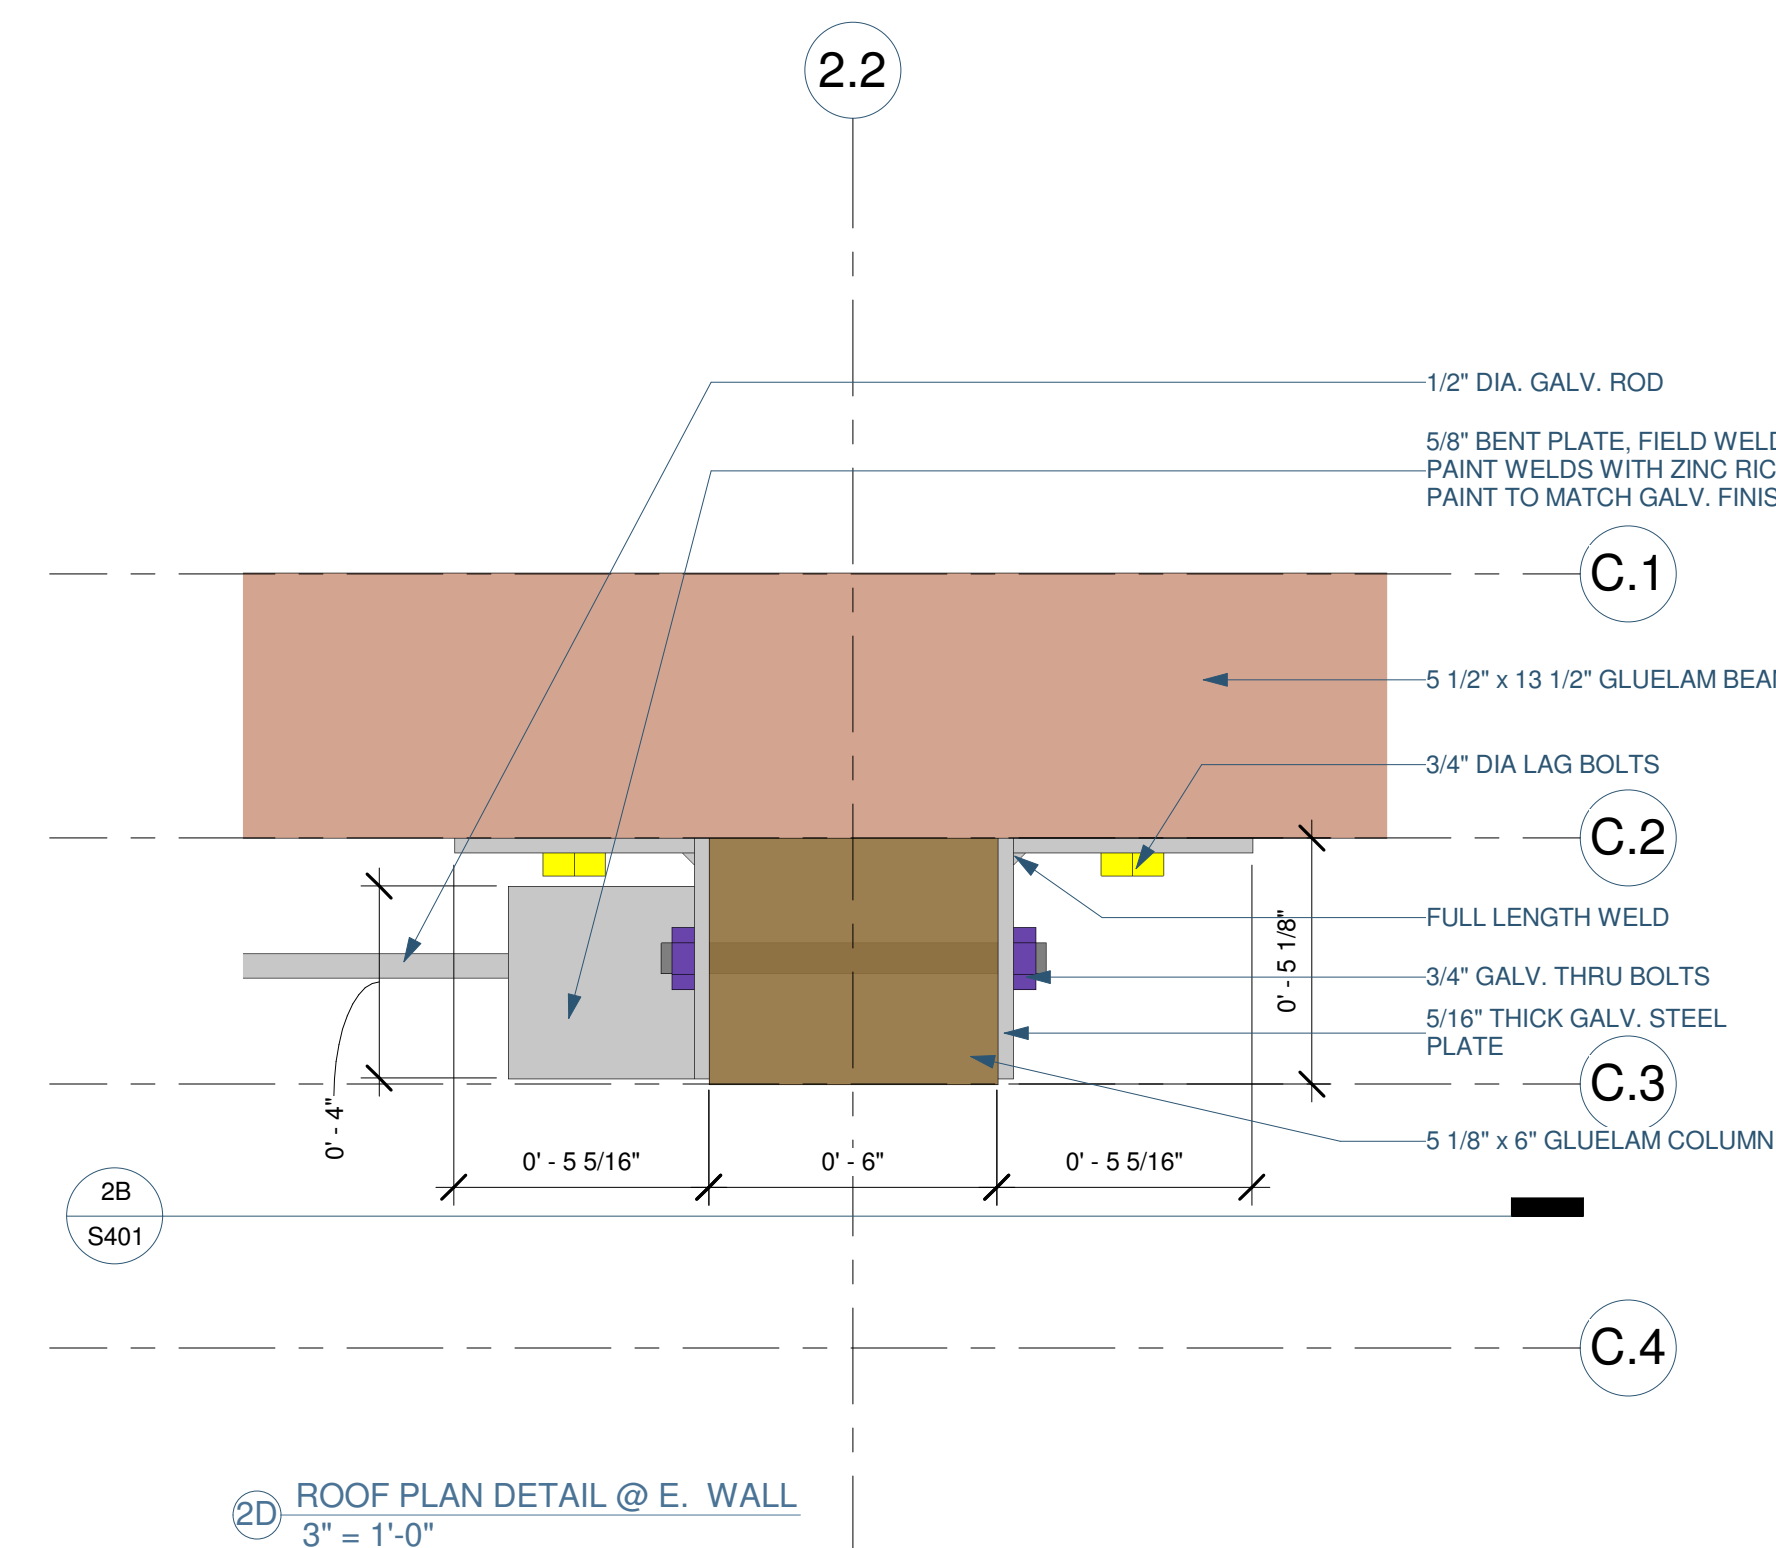 2.2
1/2" DIA. GALV. ROD
5/8" BENT PLATE, FIELD WELD
PAINT WELDS WITH ZINC RIC
PAINT TO MATCH GALV. FINIS
C.1
5 1/2" x 13 1/2" GLUELAM BEA
3/4" DIA LAG BOLTS
C.2
FULL LENGTH WELD
0' - 5 1/8"
3/4" GALV. THRU BOLTS
5/16" THICK GALV. STEEL
PLATE
C.3
0' - 4"
5 1/8" x 6" GLUELAM COLUMN
0' - 5 5/16"
0' - 6"
0' - 5 5/16"
2B
S401
C.4
2D
ROOF PLAN DETAIL @ E. WALL
3" = 1'-0"